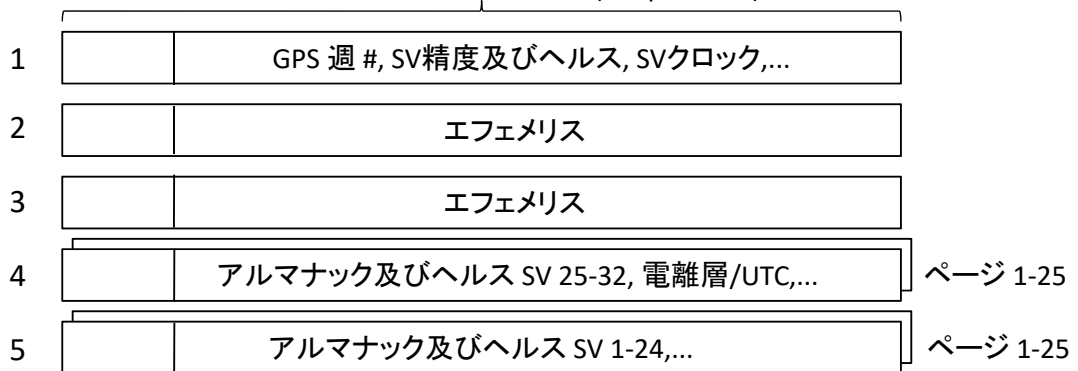 1 GPS 週 #, SV精度及びヘルス, SVクロック,...
2 エフェメリス
3 エフェメリス
4 アルマナック及びヘルス SV 25-32, 電離層/UTC,... ページ 1-25
5 アルマナック及びヘルス SV 1-24,... ページ 1-25